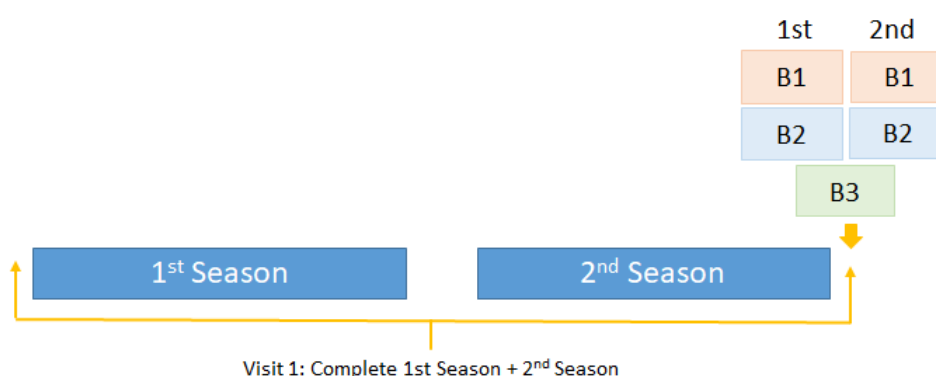 1st 2nd
B1 B1
B2 B2
B3
1st Season 2nd Season
Visit 1: Complete 1st Season + 2nd Season